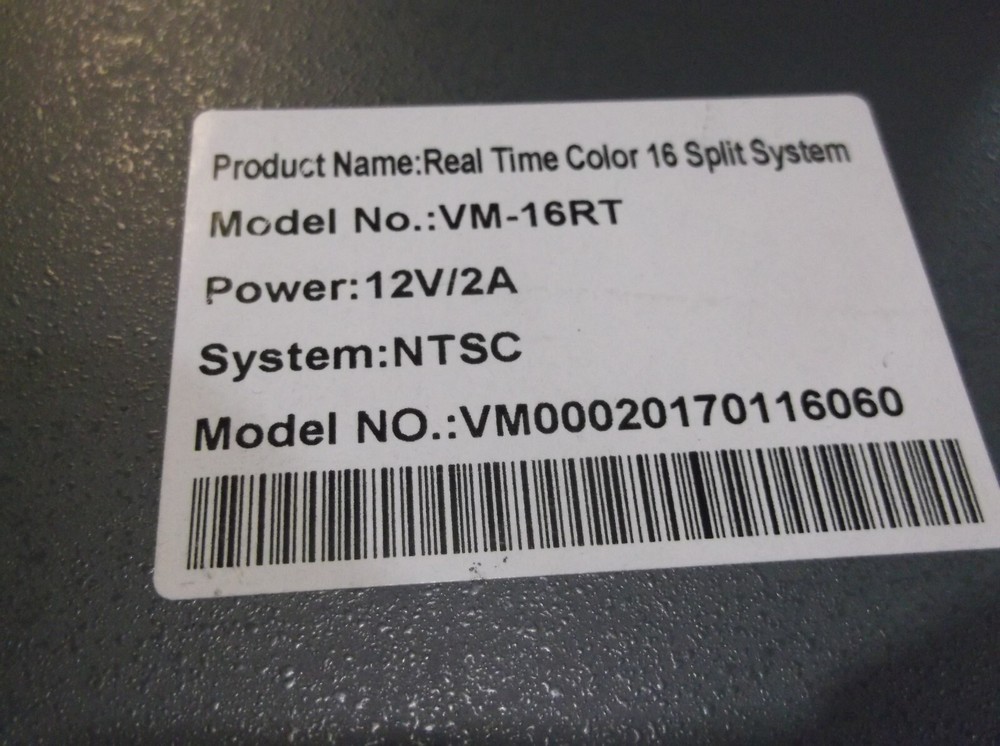 Product Name:Real Time Color 16 Split System
Model No.:VM-16RT
Power:12V/2A
System:NTSC
Model NO.:VM00020170116060